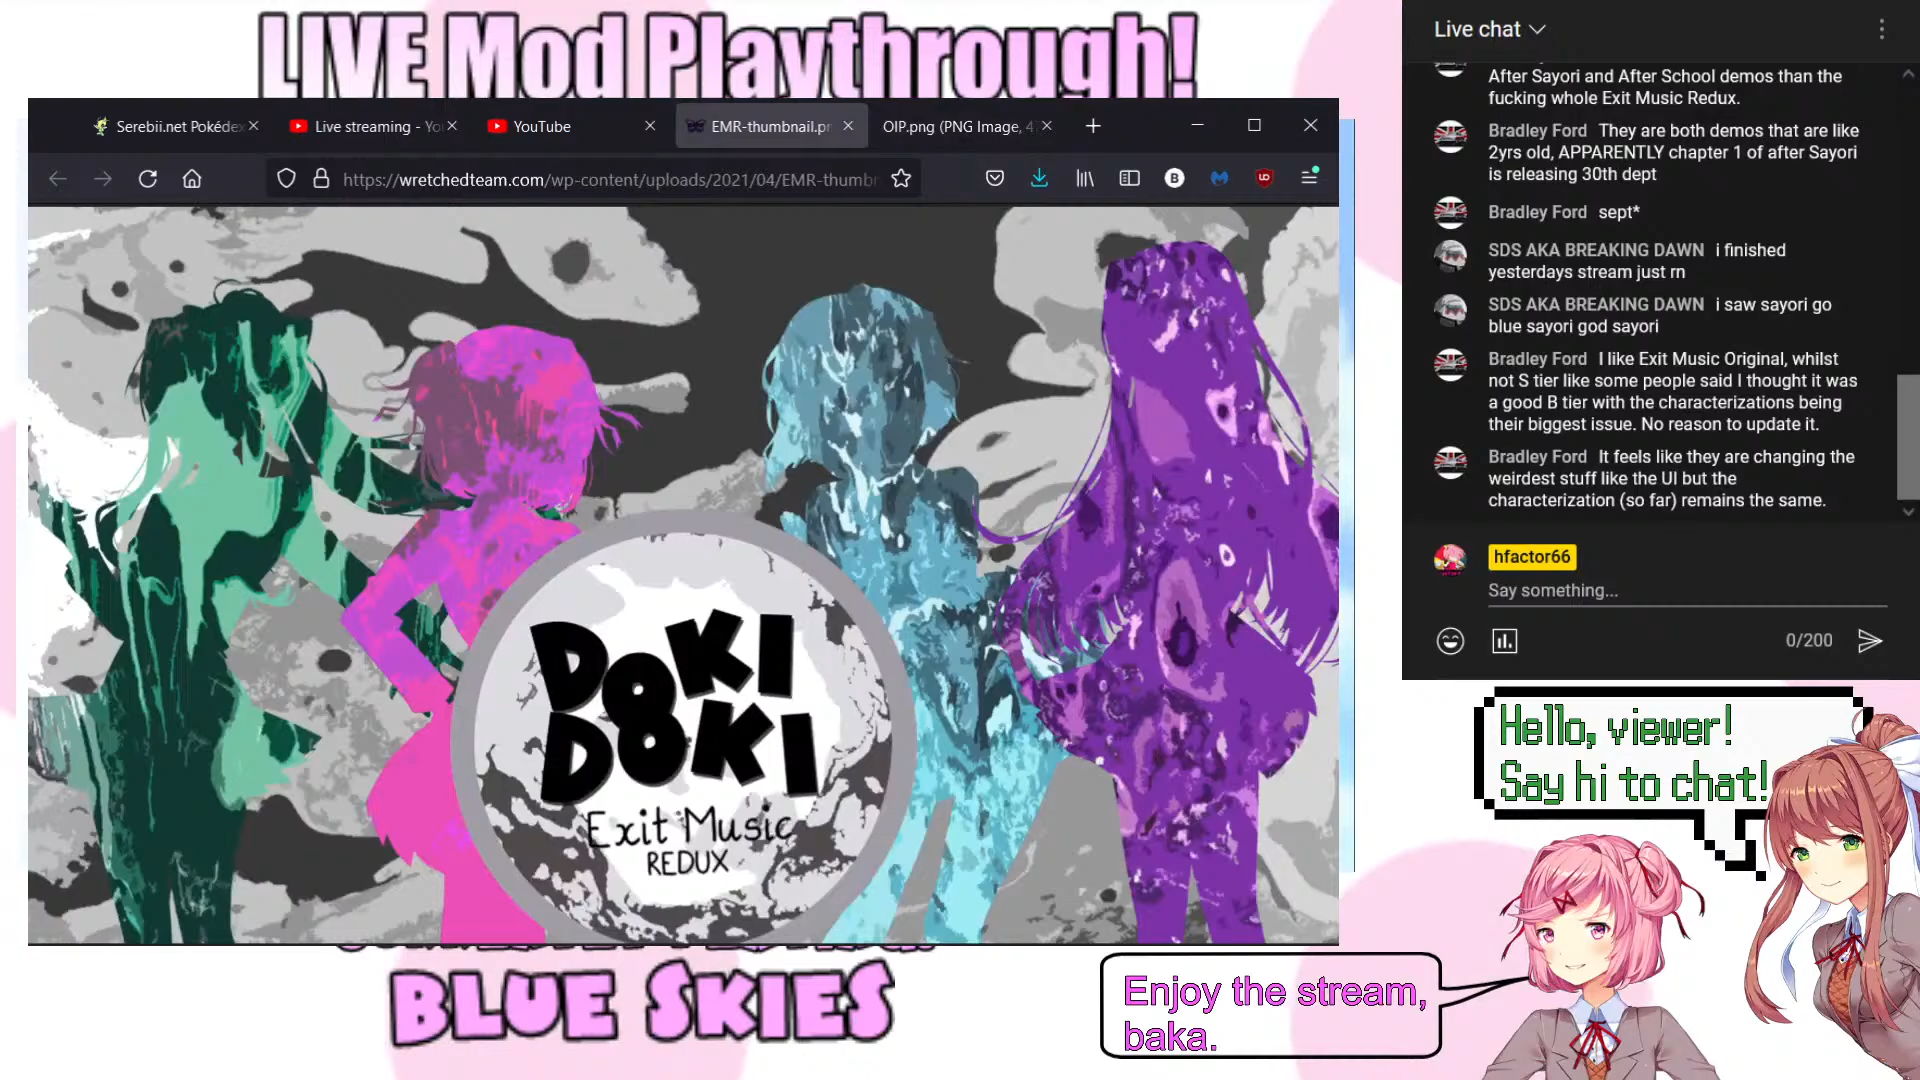 LIVE Mod Playthrough!
Serebii.net Pokédex
Live streaming - Yo
YouTube
EMR-thumbnail.pr
OIP.png (PNG Image, 4
https://wretchedteam.com/wp-content/uploads/2021/04/EMR-thumbn
DOKI
DOKI
Exit Music
REDUX
BLUE SKIES
Live chat
After Sayori and After School demos than the
fucking whole Exit Music Redux.
Bradley Ford They are both demos that are like
2yrs old, APPARENTLY chapter 1 of after Sayori
is releasing 30th dept
Bradley Ford sept*
SDS AKA BREAKING DAWN i finished
yesterdays stream just rn
SDS AKA BREAKING DAWN i saw sayori go
blue sayori god sayori
Bradley Ford I like Exit Music Original, whilst
not S tier like some people said I thought it was
a good B tier with the characterizations being
their biggest issue. No reason to update it.
Bradley Ford It feels like they are changing the
weirdest stuff like the UI but the
characterization (so far) remains the same.
hfactor66
Say something...
0/200
Hello, viewer!
Say hi to chat!
Enjoy the stream,
baka.